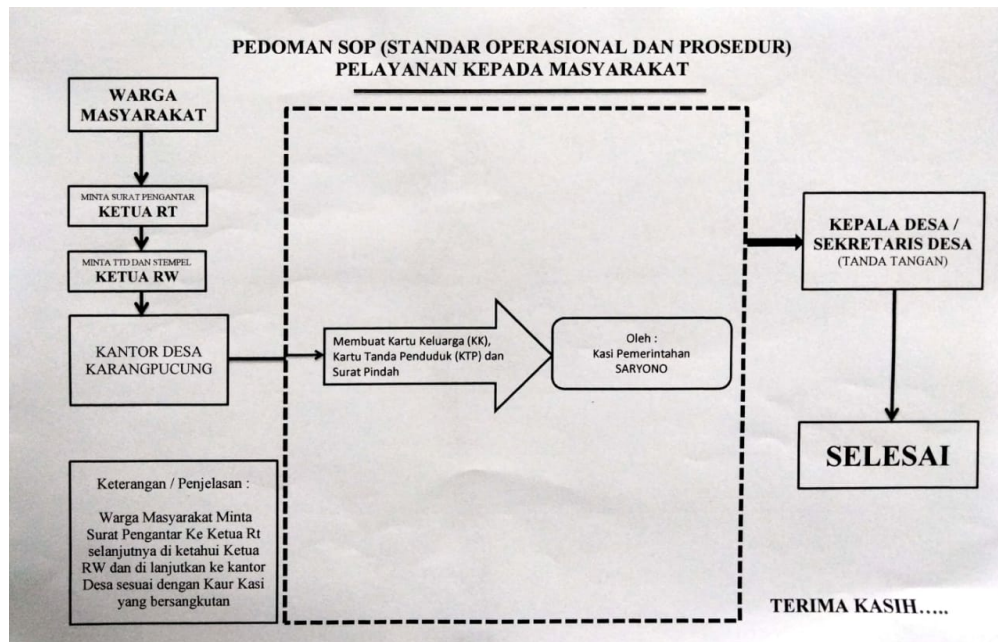 PEDOMAN SOP (STANDAR OPERASIONAL DAN PROSEDUR)
PELAYANAN KEPADA MASYARAKAT
WARGA
MASYARAKAT
MINTA SURAT PENGANTAR
KETUA RT
MINTA TTD DAN STEMPEL
KETUA RW
KANTOR DESA
KARANGPUCUNG
Membuat Kartu Keluarga (KK),
Kartu Tanda Penduduk (KTP) dan
Surat Pindah
Oleh :
Kasi Pemerintahan
SARYONO
KEPALA DESA /
SEKRETARIS DESA
(TANDA TANGAN)
SELESAI
Keterangan / Penjelasan :
Warga Masyarakat Minta
Surat Pengantar Ke Ketua Rt
selanjutnya di ketahui Ketua
RW dan di lanjutkan ke kantor
Desa sesuai dengan Kaur Kasi
yang bersangkutan
TERIMA KASIH.....